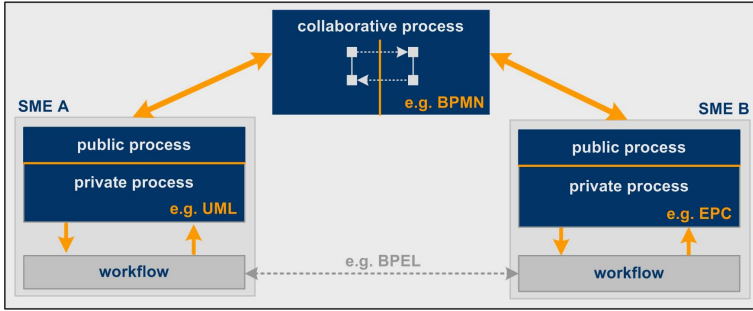 collaborative process
e.g. BPMN
SME A
public process
private process
e.g. UML
workflow
e.g. BPEL
SME B
public process
private process
e.g. EPC
workflow